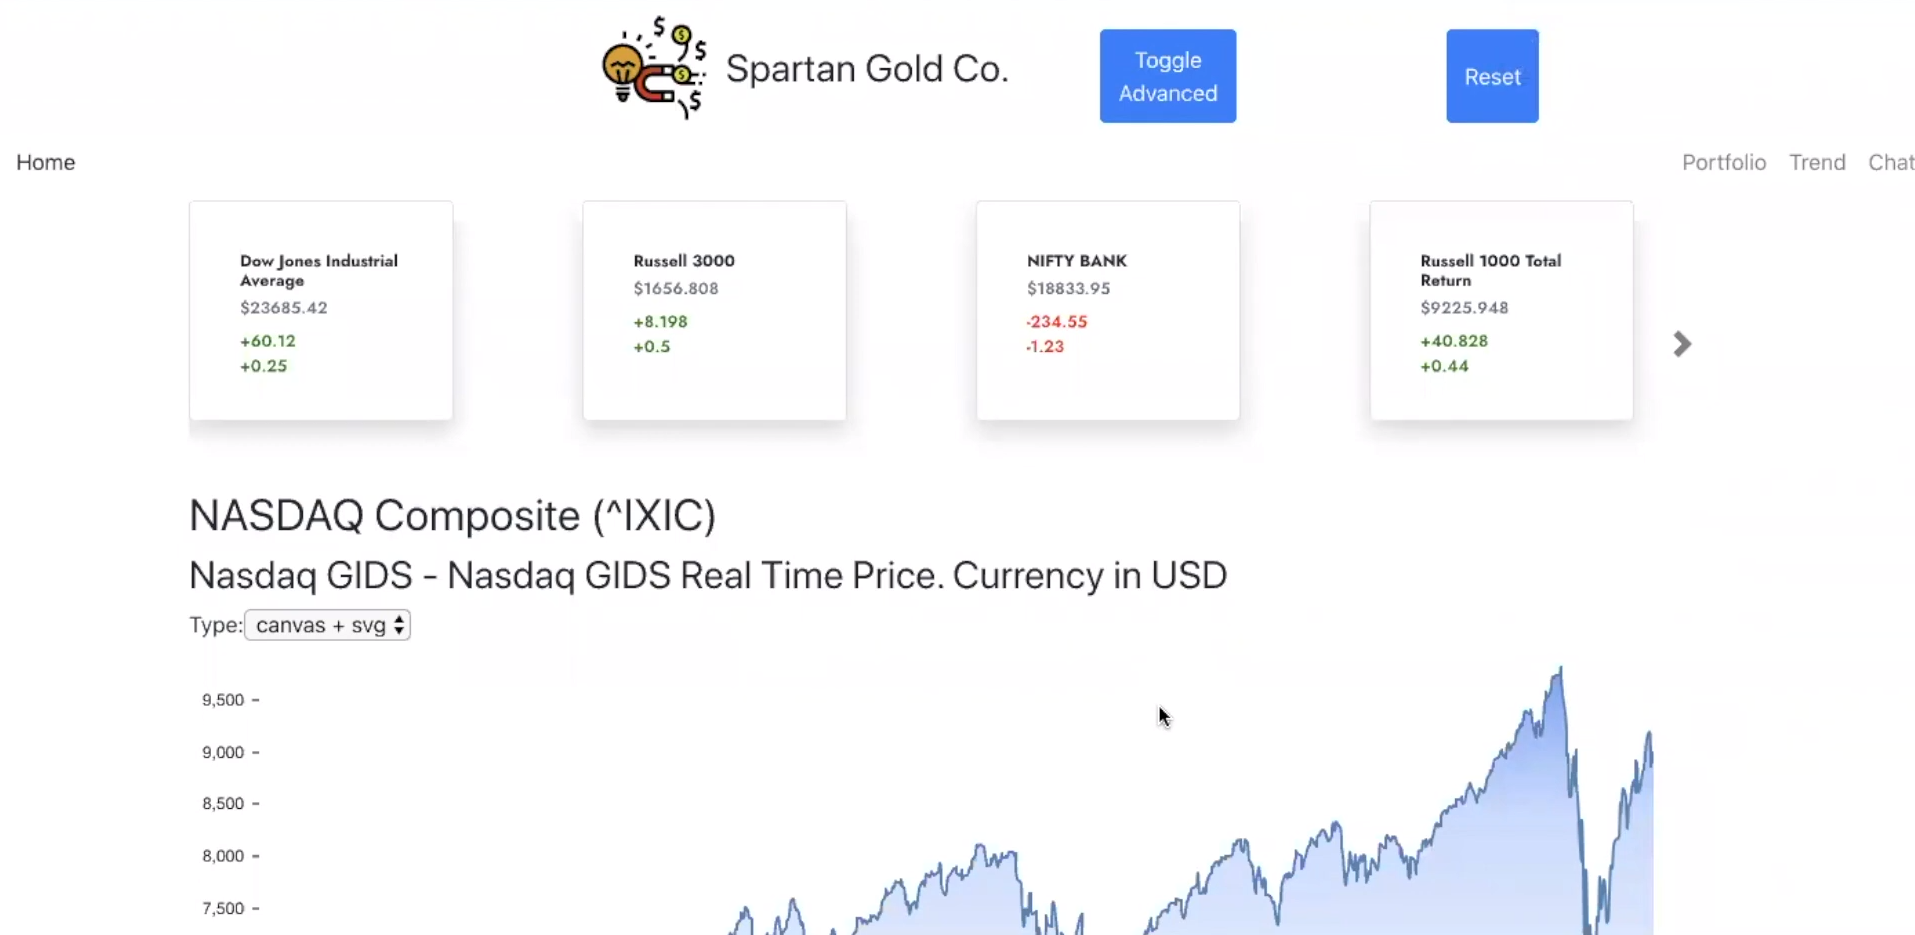 Spartan Gold Co.
Toggle
Advanced
Reset
Home
Portfolio
Trend
Chat
Dow Jones Industrial
Average
$23685.42
+60.12
+0.25
Russell 3000
$1656.808
+8.198
+0.5
NIFTY BANK
$18833.95
-234.55
-1.23
Russell 1000 Total
Return
$9225.948
+40.828
+0.44
NASDAQ Composite (^IXIC)
Nasdaq GIDS - Nasdaq GIDS Real Time Price. Currency in USD
Type: canvas + svg
9,500
9,000
8,500
8,000
7,500